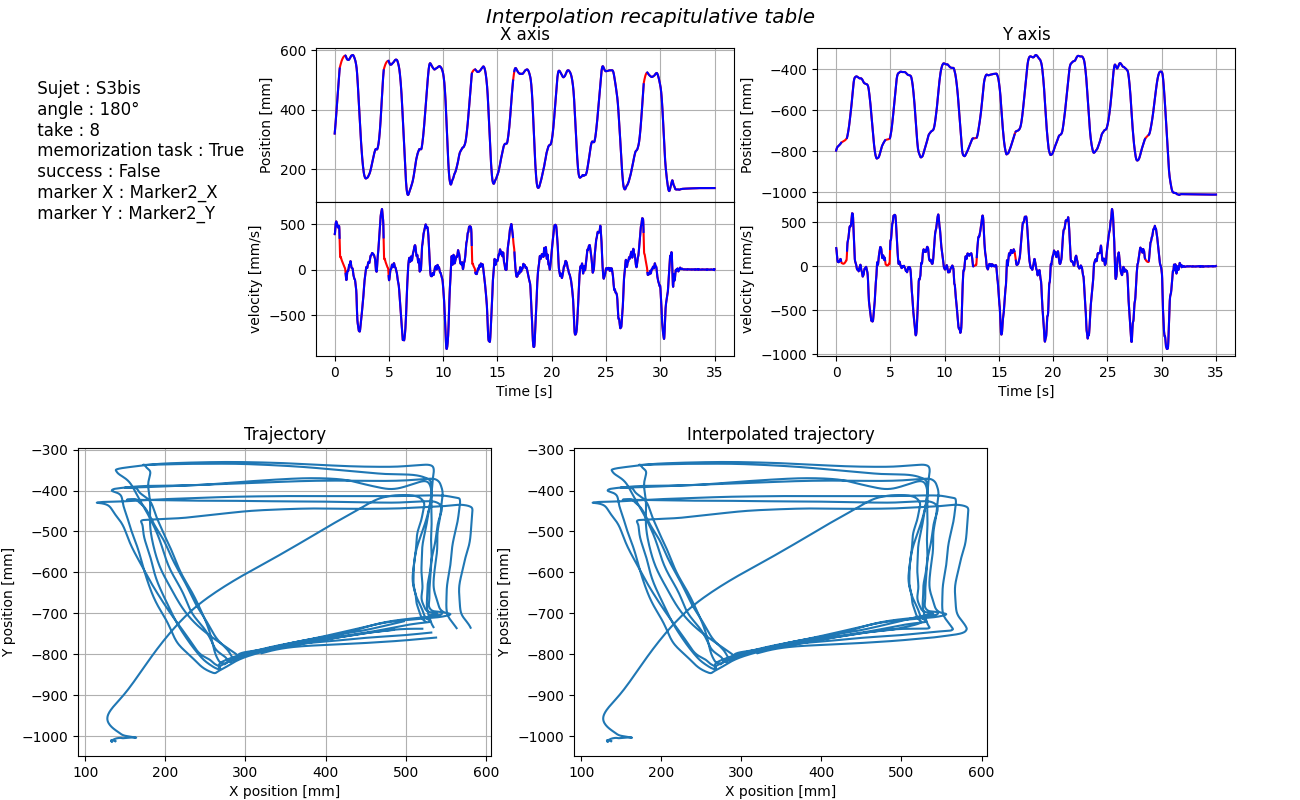 Interpolation recapitulative table
Sujet : S3bis
angle : 180°
take : 8
memorization task : True
success : False
marker X : Marker2_X
marker Y : Marker2_Y
X axis
600
400
200
Position [mm]
500
0
−500
velocity [mm/s]
0 5 10 15 20 25 30 35
Time [s]
Y axis
−400
−600
−800
−1000
Position [mm]
500
0
−500
−1000
velocity [mm/s]
0 5 10 15 20 25 30 35
Time [s]
Trajectory
−300
−400
−500
−600
−700
−800
−900
−1000
Y position [mm]
100 200 300 400 500 600
X position [mm]
Interpolated trajectory
−300
−400
−500
−600
−700
−800
−900
−1000
Y position [mm]
100 200 300 400 500 600
X position [mm]